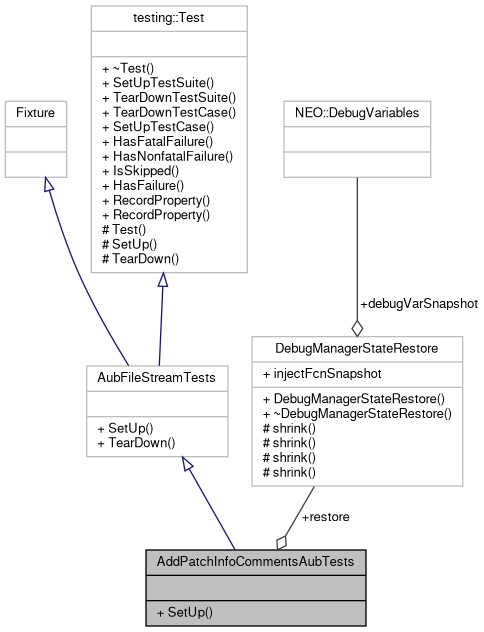 testing::Test
+ ~Test()
+ SetUpTestSuite()
+ TearDownTestSuite()
+ TearDownTestCase()
+ SetUpTestCase()
+ HasFatalFailure()
+ HasNonfatalFailure()
+ IsSkipped()
+ HasFailure()
+ RecordProperty()
+ RecordProperty()
# Test()
# SetUp()
# TearDown()
Fixture
NEO::DebugVariables
+debugVarSnapshot
DebugManagerStateRestore
+ injectFcnSnapshot
+ DebugManagerStateRestore()
+ ~DebugManagerStateRestore()
# shrink()
# shrink()
# shrink()
# shrink()
AubFileStreamTests
+ SetUp()
+ TearDown()
+restore
AddPatchInfoCommentsAubTests
+ SetUp()